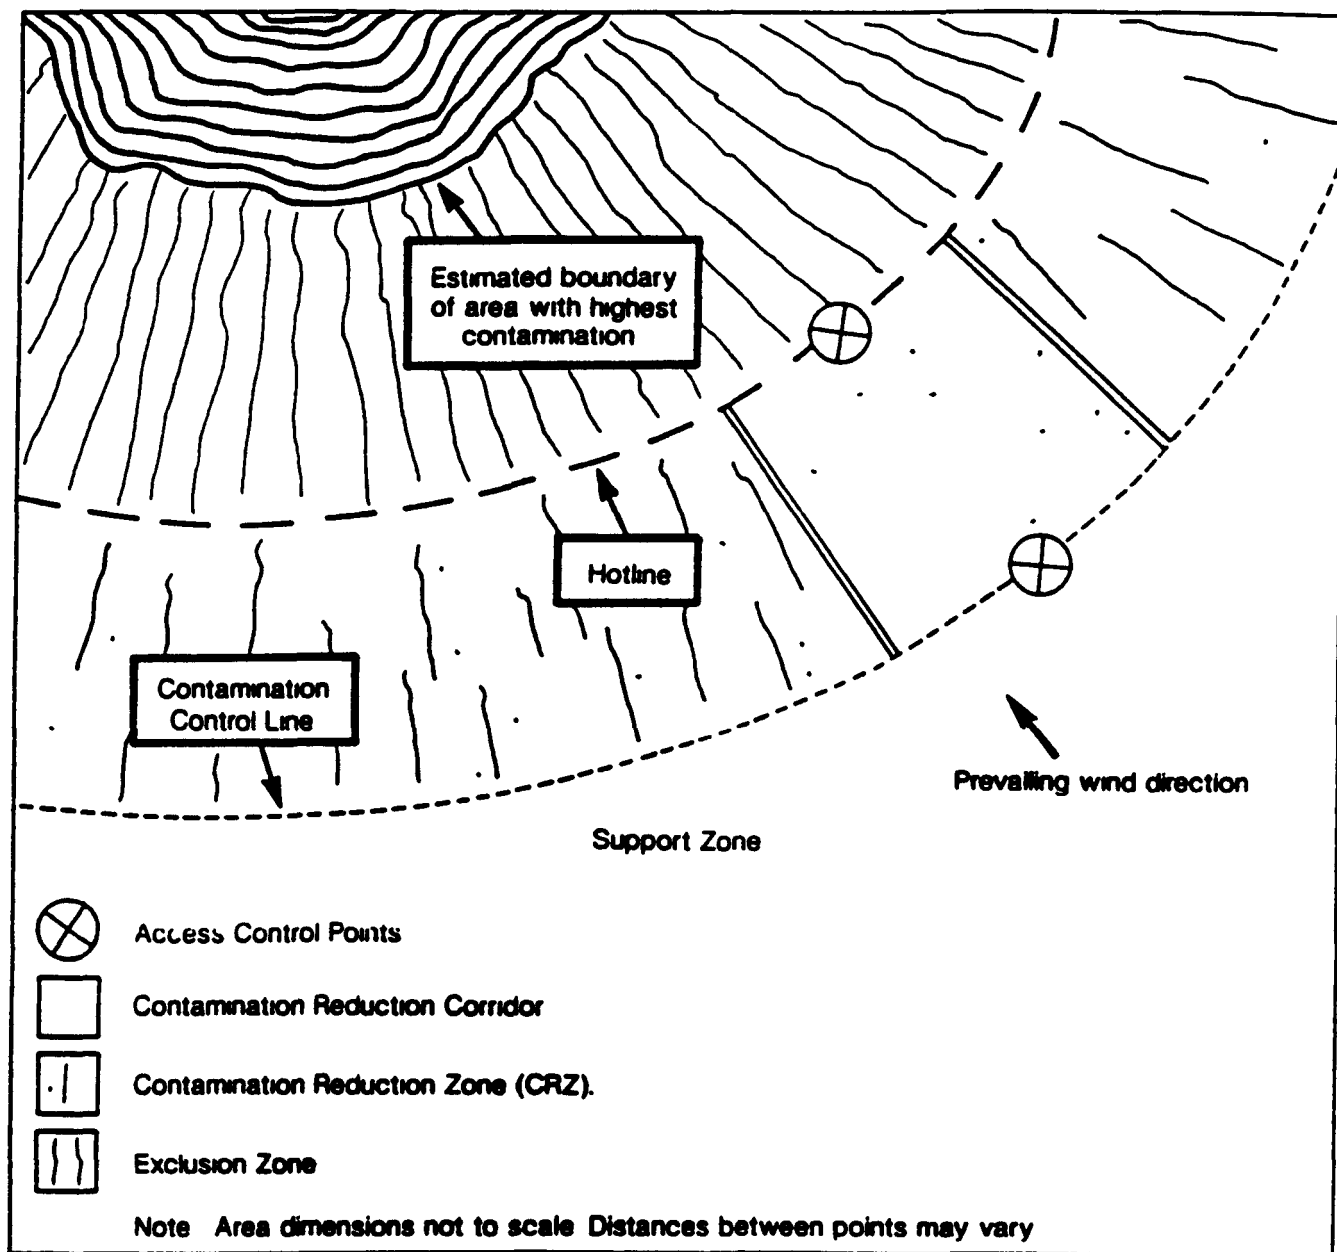 Estimated boundary
of area with highest
contamination
Hotline
Contamination
Control Line
Prevailing wind direction
Support Zone
Access Control Points
Contamination Reduction Corridor
Contamination Reduction Zone (CRZ).
Exclusion Zone
Note Area dimensions not to scale Distances between points may vary